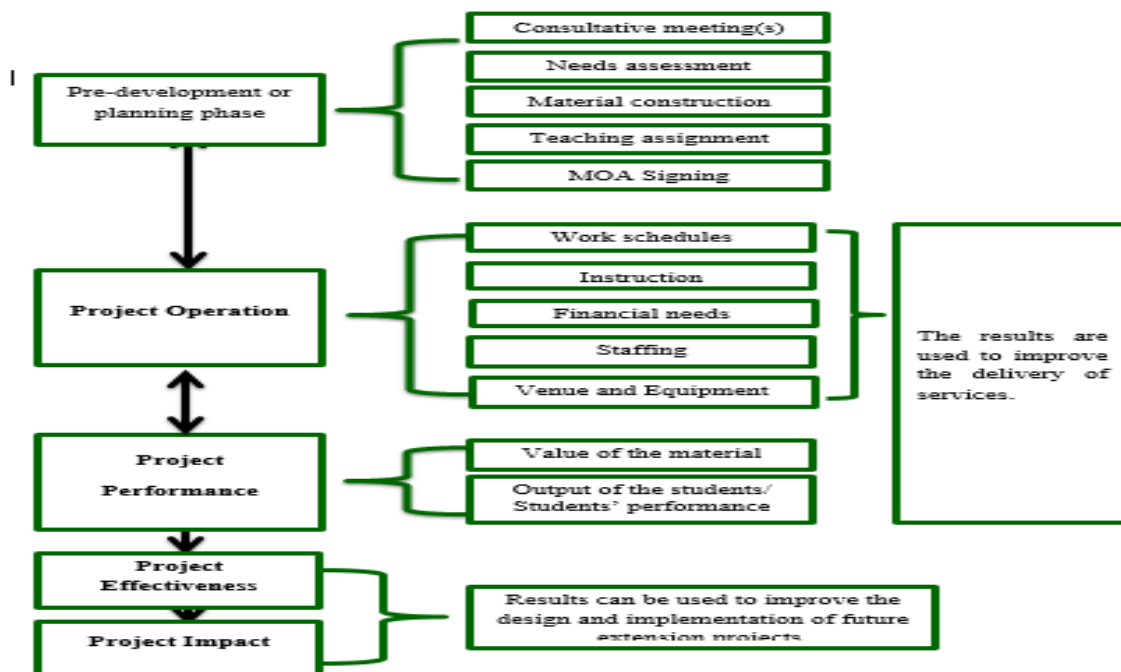 Consultative meeting(s)
Needs assessment
Material construction
Teaching assignment
MOA Signing
I
Pre-development or
planning phase
Work schedules
Instruction
Financial needs
Staffing
Venue and Equipment
Project Operation
The results are
used to improve
the delivery of
services.
Project
Performance
Value of the material
Output of the students/
Students’ performance
Project
Effectiveness
Project Impact
Results can be used to improve the
design and implementation of future
extension projects